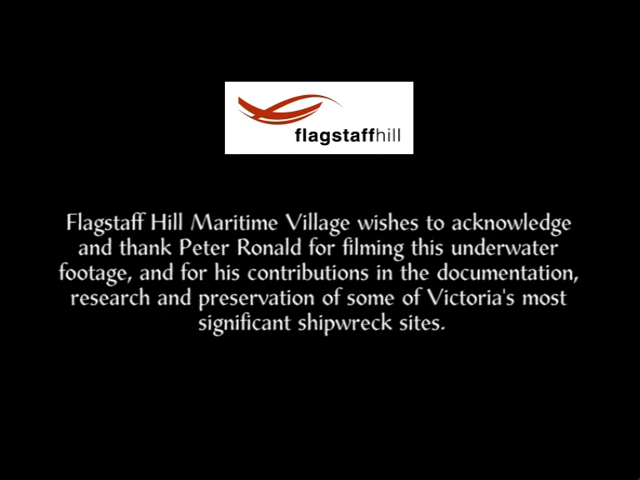 flagstaffhill
Flagstaff Hill Maritime Village wishes to acknowledge
and thank Peter Ronald for filming this underwater
footage, and for his contributions in the documentation,
research and preservation of some of Victoria's most
significant shipwreck sites.